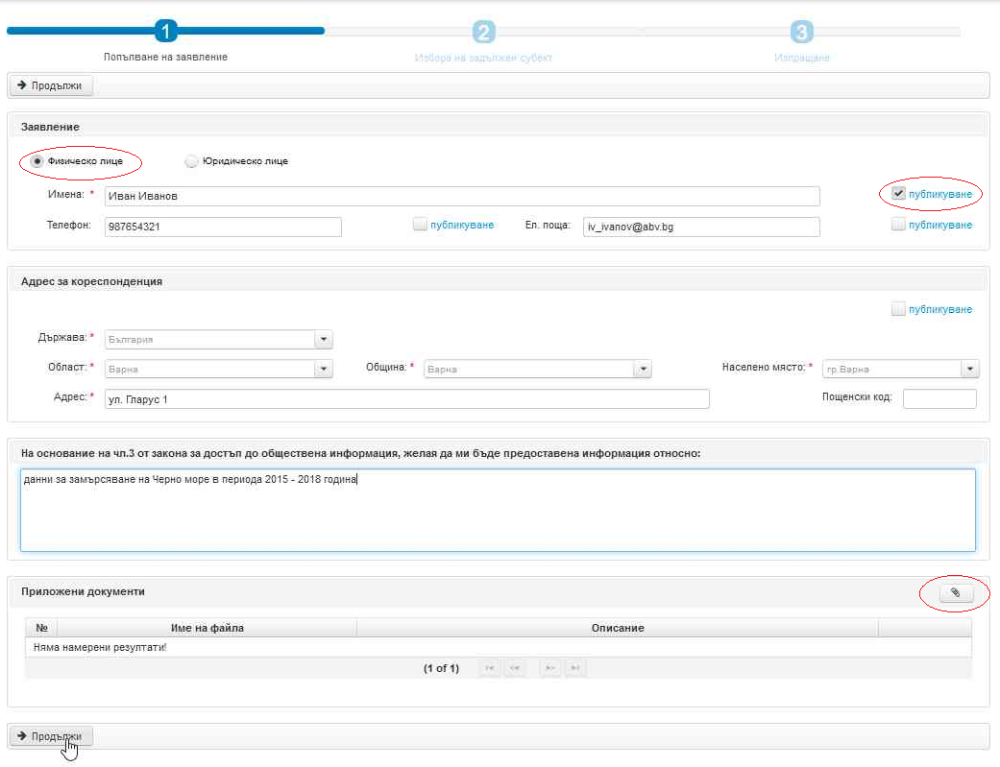 1 2 3
Попълване на заявление Избора на задължен субект Изпращане
Продължи
Заявление
Физическо лице Юридическо лице
Имена: * Иван Иванов публикуване
Телефон: 987654321 публикуване Ел. поща: iv_ivanov@abv.bg публикуване
Адрес за кореспонденция
публикуване
Държава: * България
Област: * Варна Община: * Варна Населено място: * гр.Варна
Адрес: * ул. Гларус 1 Пощенски код:
На основание на чл.3 от закона за достъп до обществена информация, желая да ми бъде предоставена информация относно:
данни за замърсяване на Черно море в периода 2015 - 2018 година
Приложени документи
№ Име на файла Описание
Няма намерени резултати!
(1 of 1)
Продължи